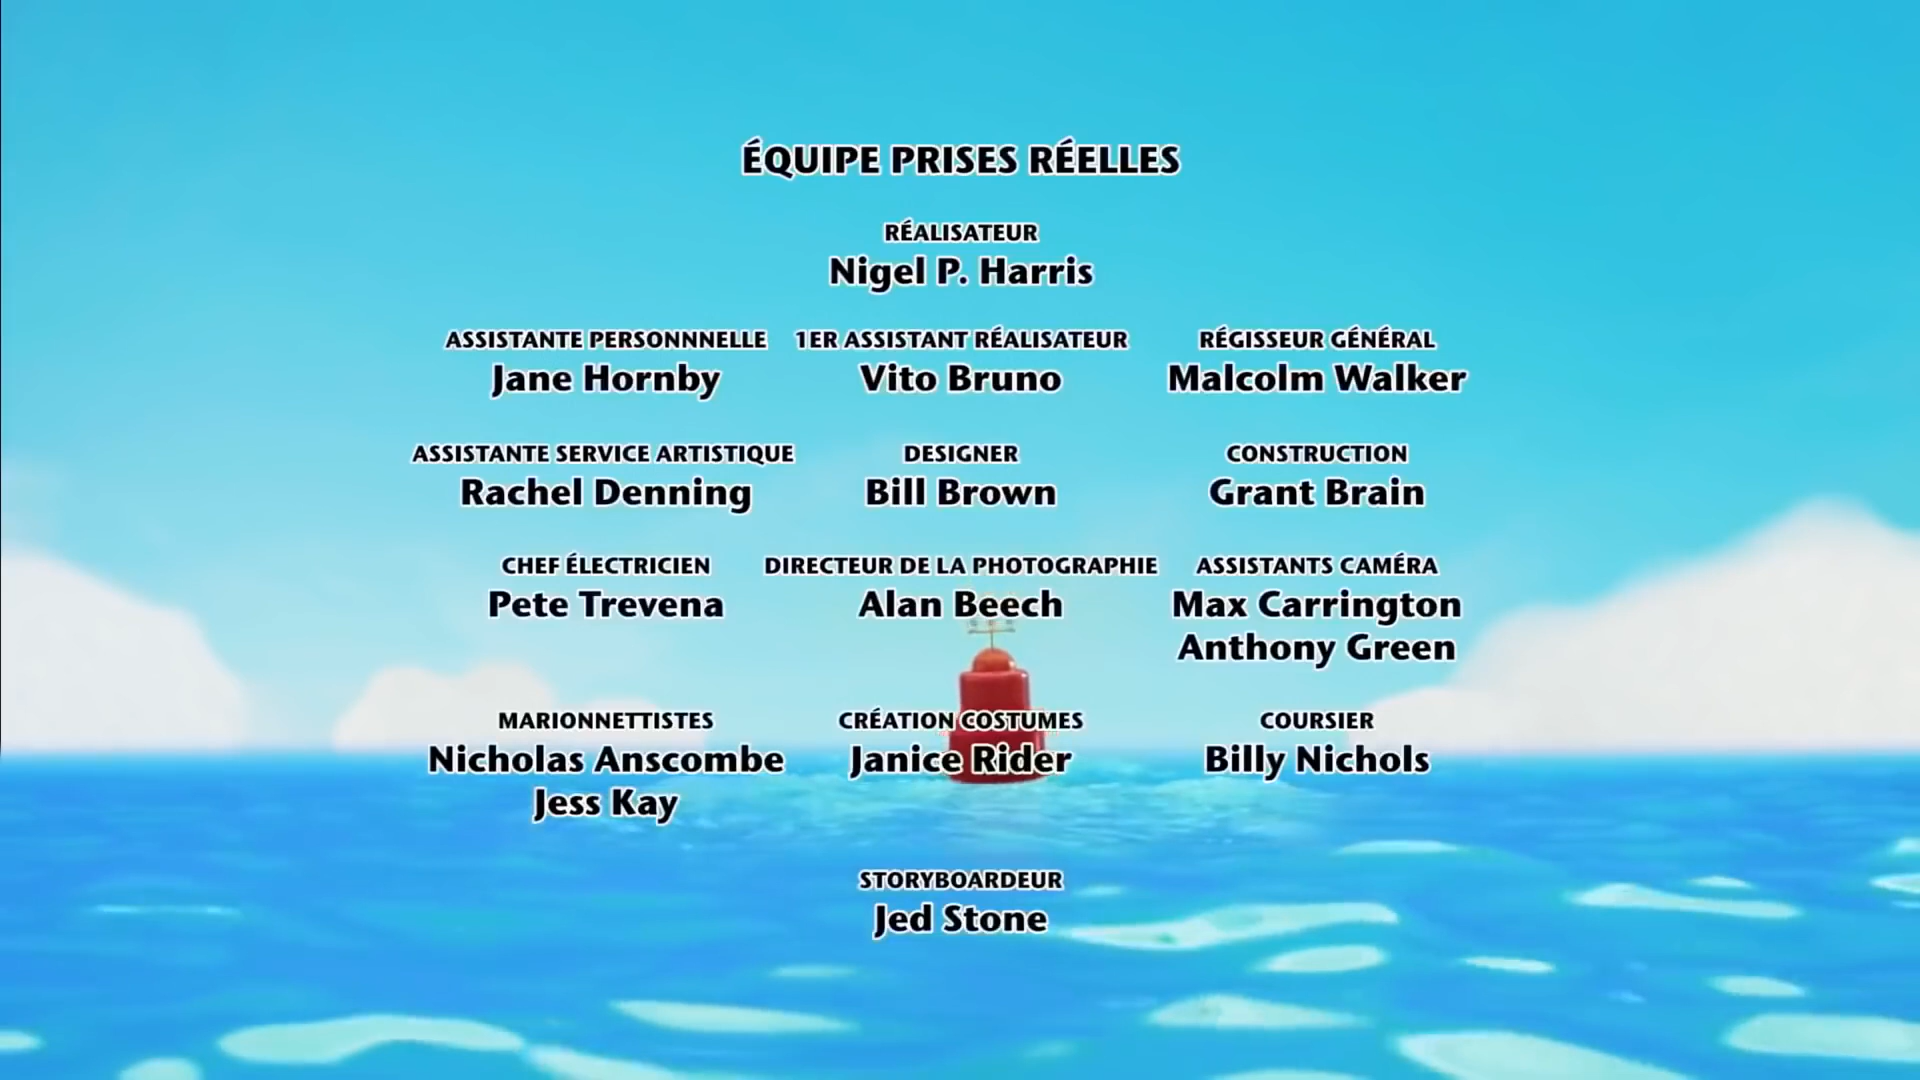 ÉQUIPE PRISES RÉELLES
RÉALISATEUR
Nigel P. Harris
ASSISTANTE PERSONNNELLE
Jane Hornby
1ER ASSISTANT RÉALISATEUR
Vito Bruno
RÉGISSEUR GÉNÉRAL
Malcolm Walker
ASSISTANTE SERVICE ARTISTIQUE
Rachel Denning
DESIGNER
Bill Brown
CONSTRUCTION
Grant Brain
CHEF ÉLECTRICIEN
Pete Trevena
DIRECTEUR DE LA PHOTOGRAPHIE
Alan Beech
ASSISTANTS CAMÉRA
Max Carrington
Anthony Green
MARIONNETTISTES
Nicholas Anscombe
Jess Kay
CRÉATION COSTUMES
Janice Rider
COURSIER
Billy Nichols
STORYBOARDEUR
Jed Stone